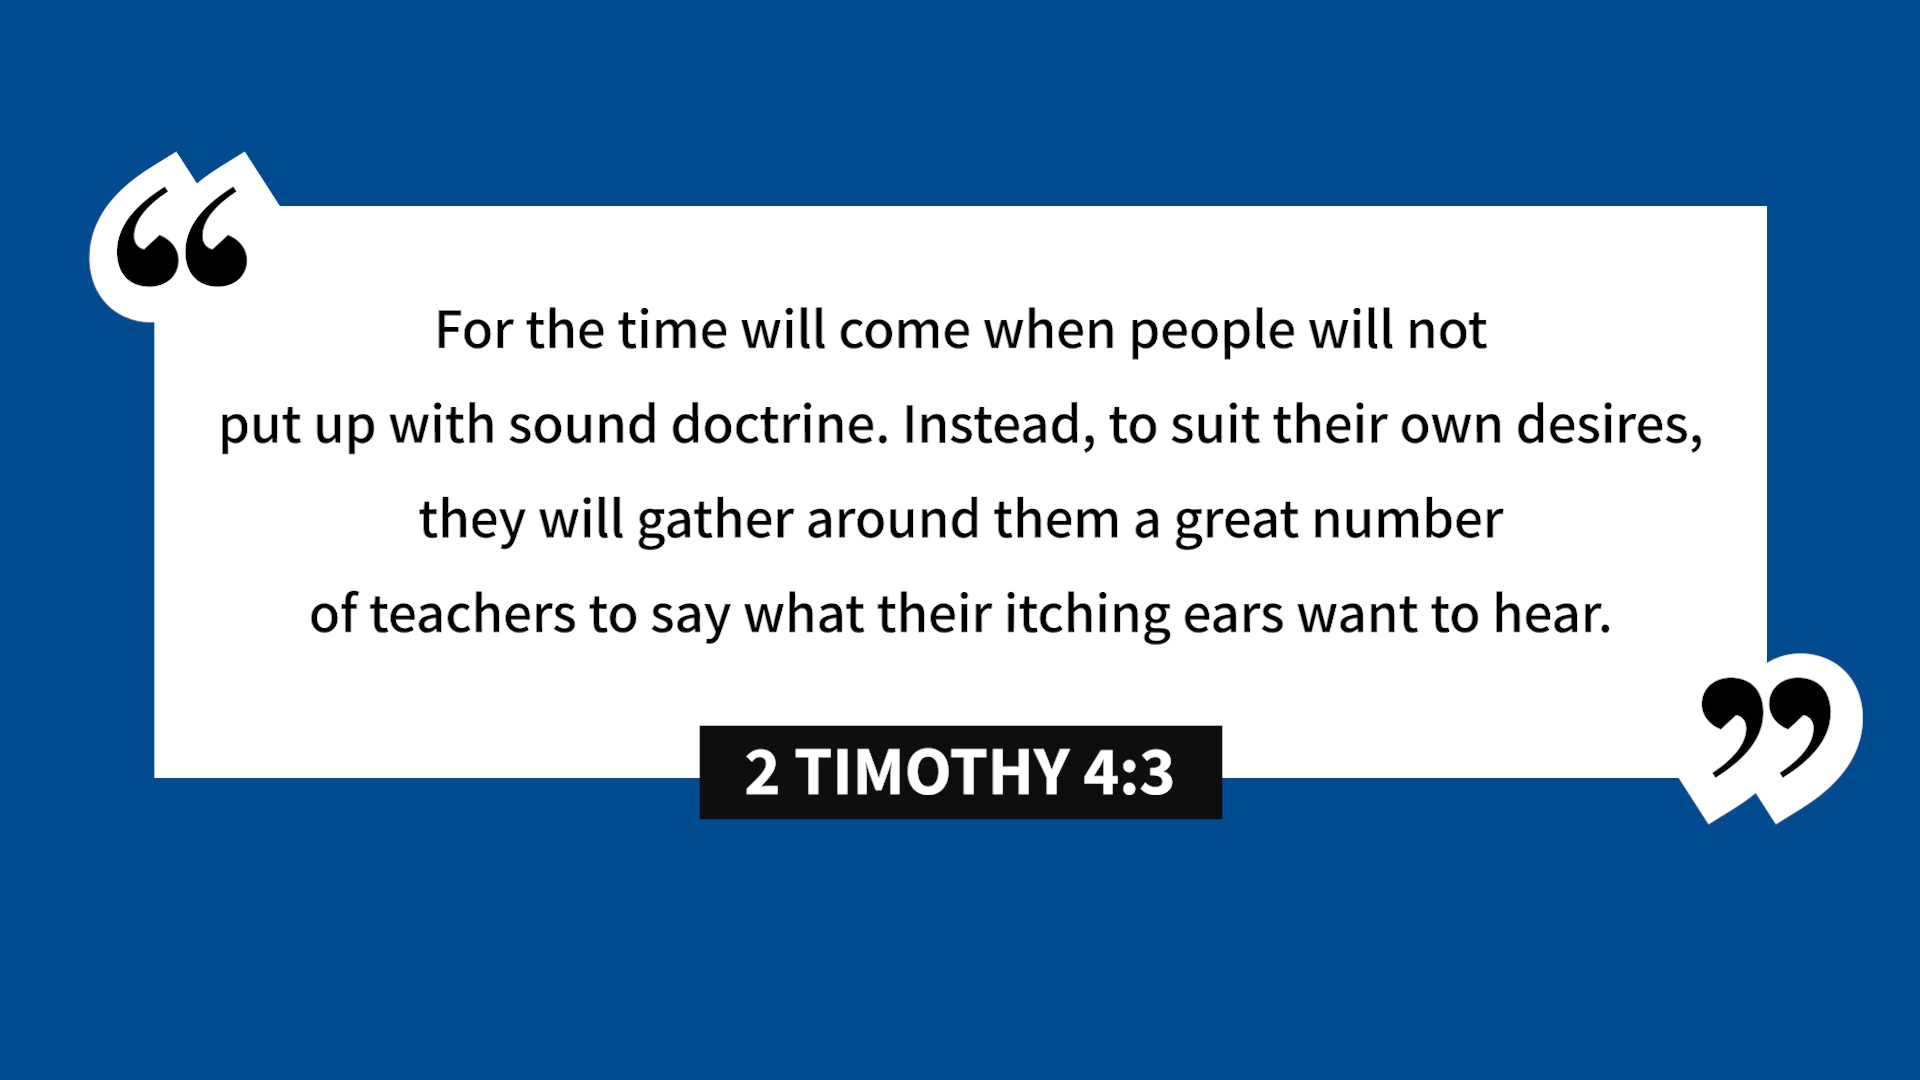 “
For the time will come when people will not
put up with sound doctrine. Instead, to suit their own desires,
they will gather around them a great number
of teachers to say what their itching ears want to hear.
”
2 TIMOTHY 4:3